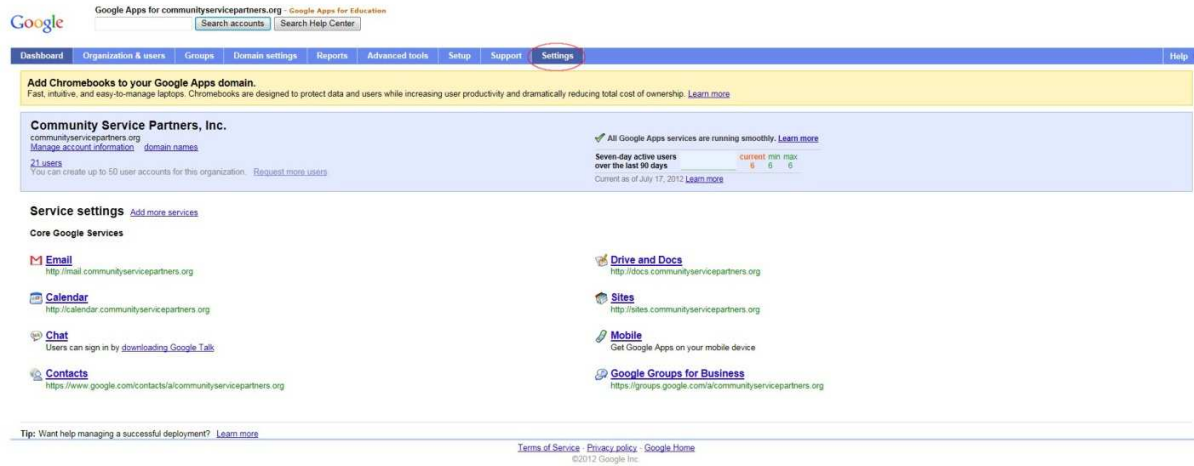 Google Apps for communityservicepartners.org - Google Apps for Education
Google
Search accounts Search Help Center
Dashboard Organization & users Groups Domain settings Reports Advanced tools Setup Support Settings Help
Add Chromebooks to your Google Apps domain.
Fast, intuitive, and easy-to-manage laptops. Chromebooks are designed to protect data and users while increasing user productivity and dramatically reducing total cost of ownership. Learn more
Community Service Partners, Inc.
communityservicepartners.org
Manage account information domain names
21 users
You can create up to 50 user accounts for this organization. Request more users
All Google Apps services are running smoothly. Learn more
Seven-day active users current min max
over the last 90 days 6 6 6
Current as of July 17, 2012 Learn more
Service settings Add more services
Core Google Services
Email
http://mail.communityservicepartners.org
Drive and Docs
http://docs.communityservicepartners.org
Calendar
http://calendar.communityservicepartners.org
Sites
http://sites.communityservicepartners.org
Chat
Users can sign in by downloading Google Talk
Mobile
Get Google Apps on your mobile device
Contacts
https://www.google.com/contacts/a/communityservicepartners.org
Google Groups for Business
https://groups.google.com/a/communityservicepartners.org
Tip: Want help managing a successful deployment? Learn more
Terms of Service - Privacy policy - Google Home
©2012 Google Inc.